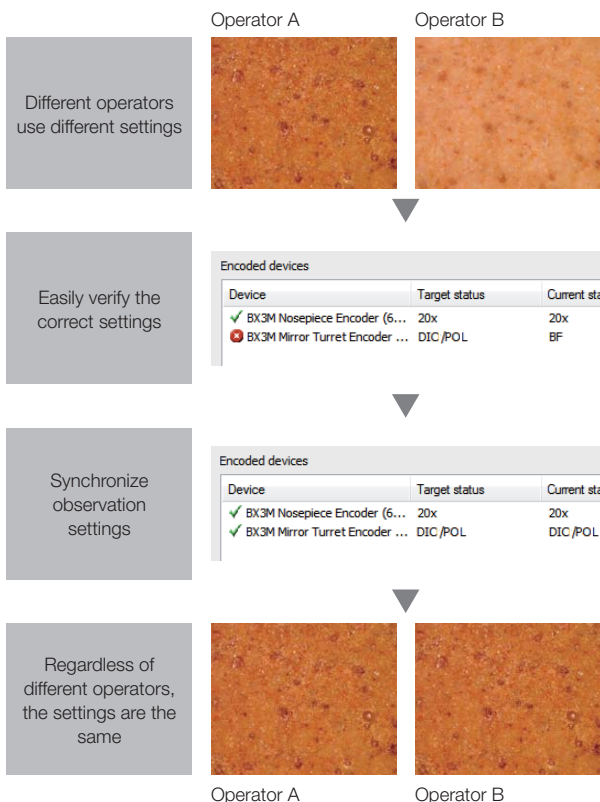 Operator A
Operator B
Different operators
use different settings
Easily verify the
correct settings
Encoded devices
Device
Target status
Current sta
BX3M Nosepiece Encoder (6...
20x
20x
BX3M Mirror Turret Encoder ...
DIC/POL
BF
Synchronize
observation
settings
Encoded devices
Device
Target status
Current sta
BX3M Nosepiece Encoder (6...
20x
20x
BX3M Mirror Turret Encoder ...
DIC/POL
DIC/POL
Regardless of
different operators,
the settings are the
same
Operator A
Operator B